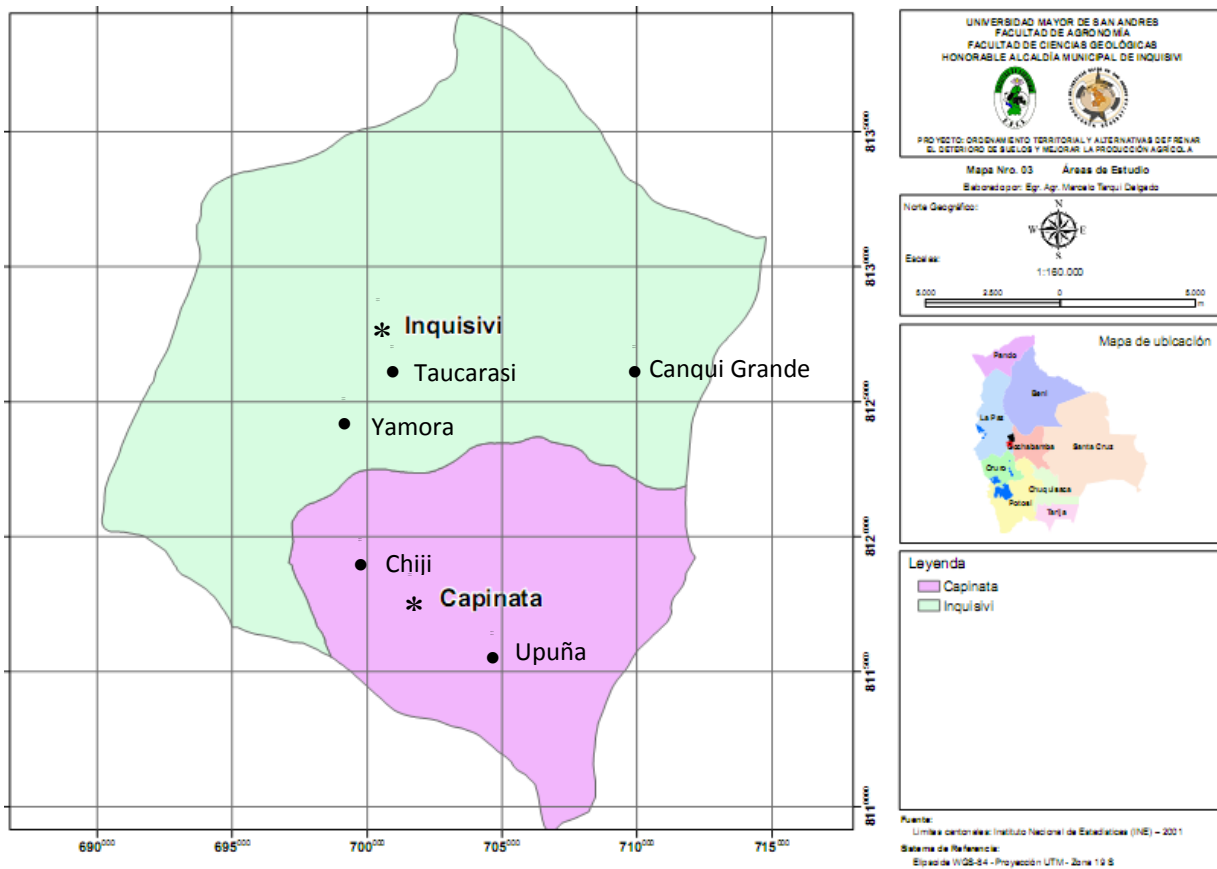 Inquisivi
Taucarasi
Canqui Grande
Yamora
Chiji
Capinata
Upuña
813⁵⁰⁰⁰
813⁰⁰⁰⁰
812⁵⁰⁰⁰
812⁰⁰⁰⁰
811⁵⁰⁰⁰
811⁰⁰⁰⁰
690⁰⁰⁰
695⁰⁰⁰
700⁰⁰⁰
705⁰⁰⁰
710⁰⁰⁰
715⁰⁰⁰
UNIVERSIDAD MAYOR DE SAN ANDRES
FACULTAD DE AGRONOMÍA
FACULTAD DE CIENCIAS GEOLÓGICAS
HONORABLE ALCALDÍA MUNICIPAL DE INQUISIVI
PROYECTO: ORDENAMIENTO TERRITORIAL Y ALTERNATIVAS DE FRENAR
EL DETERIORO DE SUELOS Y MEJORAR LA PRODUCCIÓN AGRÍCOLA
Mapa Nro. 03 Áreas de Estudio
Elaborado por: Egr. Agr. Marcelo Tarqui Delgado
Norte Geográfico:
N
W E
S
Escalas:
1:160.000
5.000 2.500 0 5.000
m
Mapa de ubicación
Pando
Beni
La Paz
Cochabamba
Santa Cruz
Oruro
Chuquisaca
Potosí
Tarija
Leyenda
Capinata
Inquisivi
Fuente:
Limites cantonales: Instituto Nacional de Estadísticas (INE) – 2001
Sistema de Referencia:
Elipsoide WGS-84 - Proyección UTM - Zona 19 S